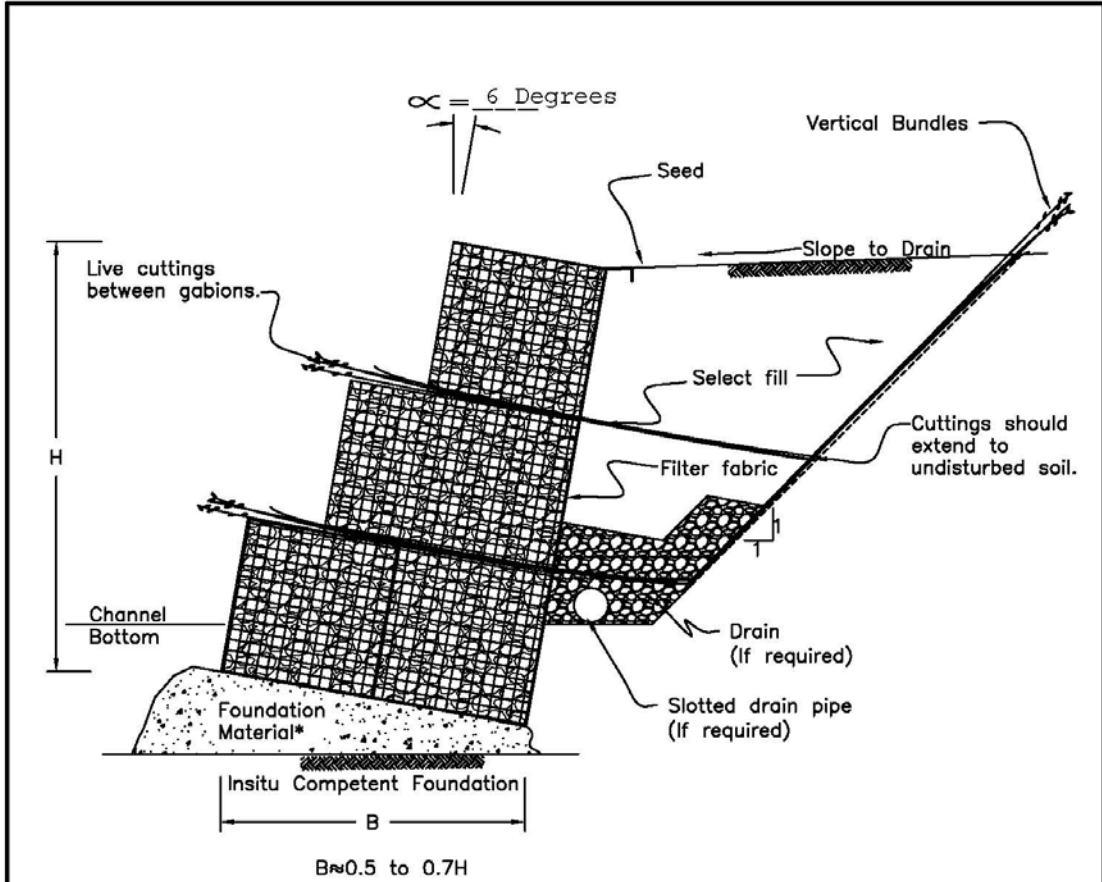 ∝ = 6 Degrees
Vertical Bundles
Seed
Slope to Drain
Live cuttings
between gabions.
Select fill
H
Cuttings should
extend to
undisturbed soil.
Filter fabric
1
1
Channel
Bottom
Drain
(If required)
Slotted drain pipe
(If required)
Foundation
Material*
Insitu Competent Foundation
B
B≈0.5 to 0.7H